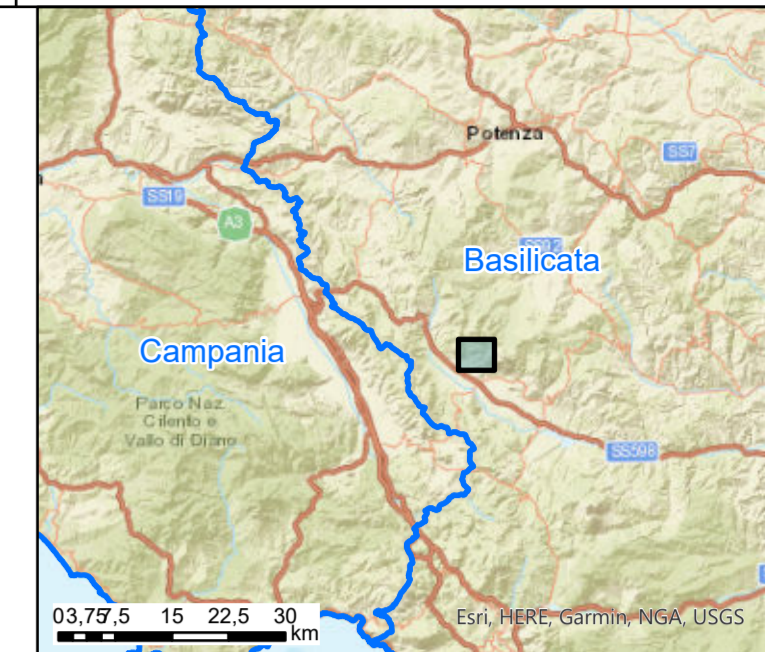 Potenza
SS7
SS19
A3
SS92
Basilicata
Campania
Parco Naz.
Cilento e
Vallo di Diano
SS598
03,757,5 15 22,5 30
km
Esri, HERE, Garmin, NGA, USGS